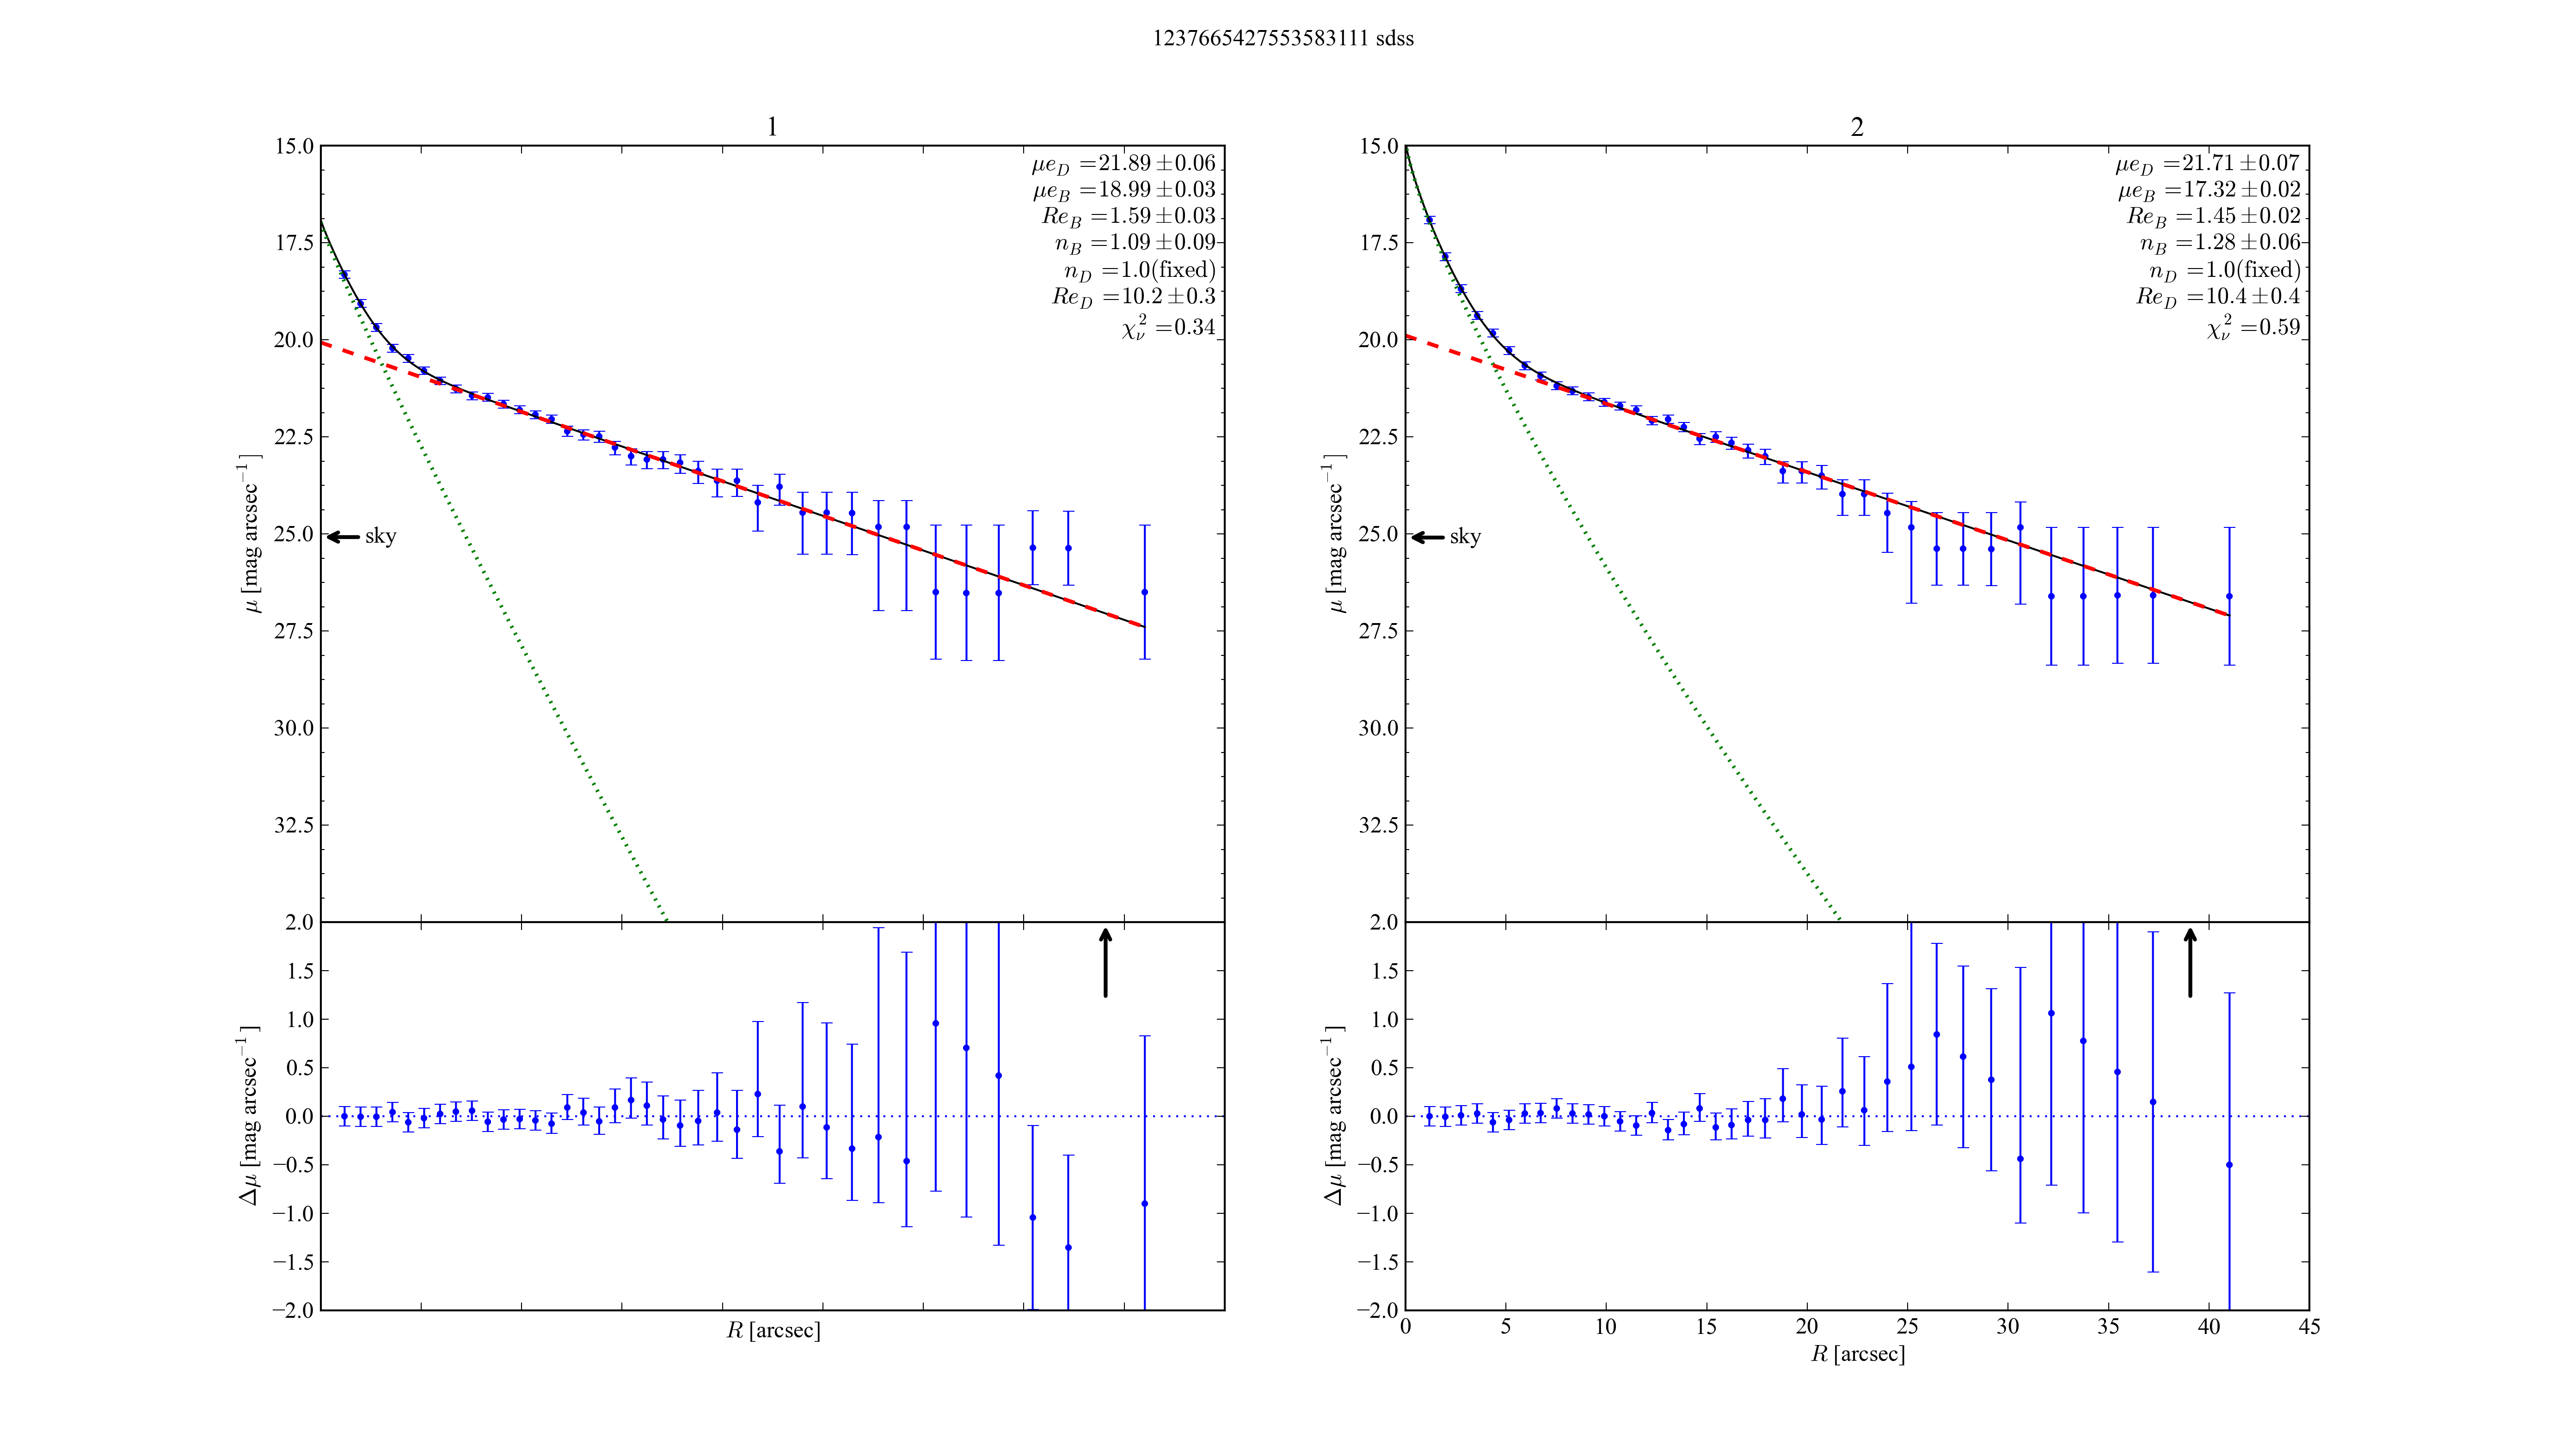 1237665427553583111 sdss
1
μe_D =21.89±0.06
μe_B =18.99±0.03
Re_B =1.59±0.03
n_B =1.09±0.09
n_D =1.0(fixed)
Re_D =10.2±0.3
χ²_ν =0.34
15.0
17.5
20.0
22.5
25.0
27.5
30.0
32.5
μ [mag arcsec⁻¹]
sky
2.0
1.5
1.0
0.5
0.0
−0.5
−1.0
−1.5
−2.0
Δμ [mag arcsec⁻¹]
R [arcsec]
2
μe_D =21.71±0.07
μe_B =17.32±0.02
Re_B =1.45±0.02
n_B =1.28±0.06
n_D =1.0(fixed)
Re_D =10.4±0.4
χ²_ν =0.59
15.0
17.5
20.0
22.5
25.0
27.5
30.0
32.5
μ [mag arcsec⁻¹]
sky
2.0
1.5
1.0
0.5
0.0
−0.5
−1.0
−1.5
−2.0
Δμ [mag arcsec⁻¹]
0 5 10 15 20 25 30 35 40 45
R [arcsec]